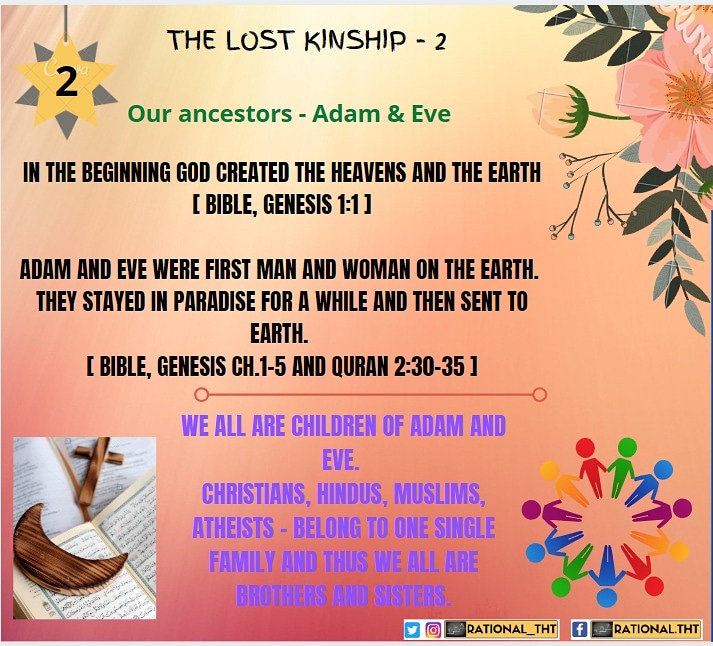 THE LOST KINSHIP - 2
2
Our ancestors - Adam & Eve
IN THE BEGINNING GOD CREATED THE HEAVENS AND THE EARTH
[ BIBLE, GENESIS 1:1 ]
ADAM AND EVE WERE FIRST MAN AND WOMAN ON THE EARTH.
THEY STAYED IN PARADISE FOR A WHILE AND THEN SENT TO
EARTH.
[ BIBLE, GENESIS CH.1-5 AND QURAN 2:30-35 ]
WE ALL ARE CHILDREN OF ADAM AND
EVE.
CHRISTIANS, HINDUS, MUSLIMS,
ATHEISTS - BELONG TO ONE SINGLE
FAMILY AND THUS WE ALL ARE
BROTHERS AND SISTERS.
RATIONAL_THT
RATIONAL.THT